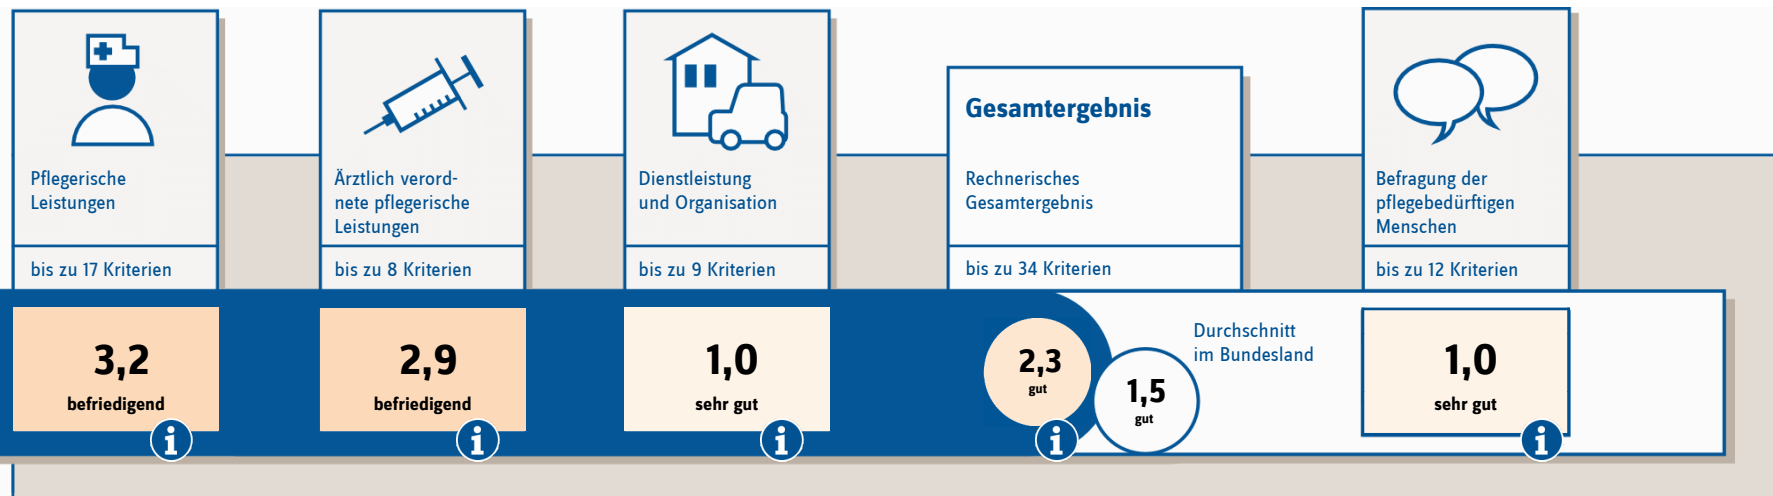 Pflegerische
Leistungen
bis zu 17 Kriterien
3,2
befriedigend
i
Ärztlich verord-
nete pflegerische
Leistungen
bis zu 8 Kriterien
2,9
befriedigend
i
Dienstleistung
und Organisation
bis zu 9 Kriterien
1,0
sehr gut
i
Gesamtergebnis
Rechnerisches
Gesamtergebnis
bis zu 34 Kriterien
2,3
gut
i
1,5
gut
Durchschnitt
im Bundesland
Befragung der
pflegebedürftigen
Menschen
bis zu 12 Kriterien
1,0
sehr gut
i